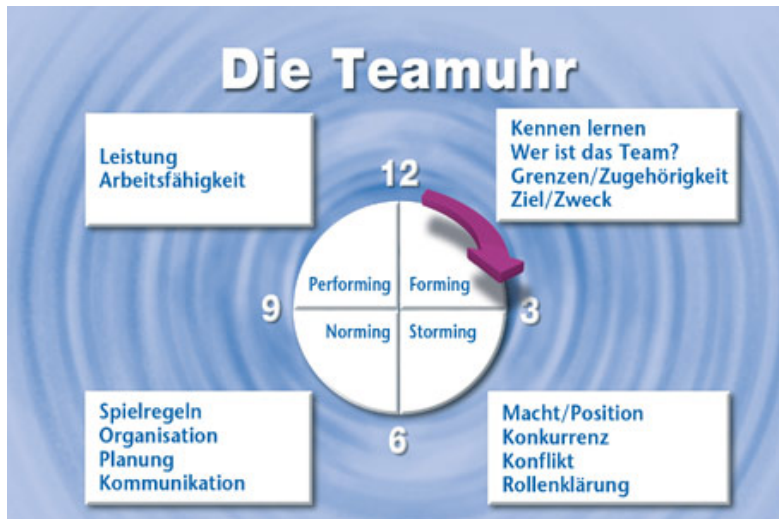 Die Teamuhr
Leistung
Arbeitsfähigkeit
Kennen lernen
Wer ist das Team?
Grenzen/Zugehörigkeit
Ziel/Zweck
12
Performing
Forming
9
3
Norming
Storming
6
Spielregeln
Organisation
Planung
Kommunikation
Macht/Position
Konkurrenz
Konflikt
Rollenklärung